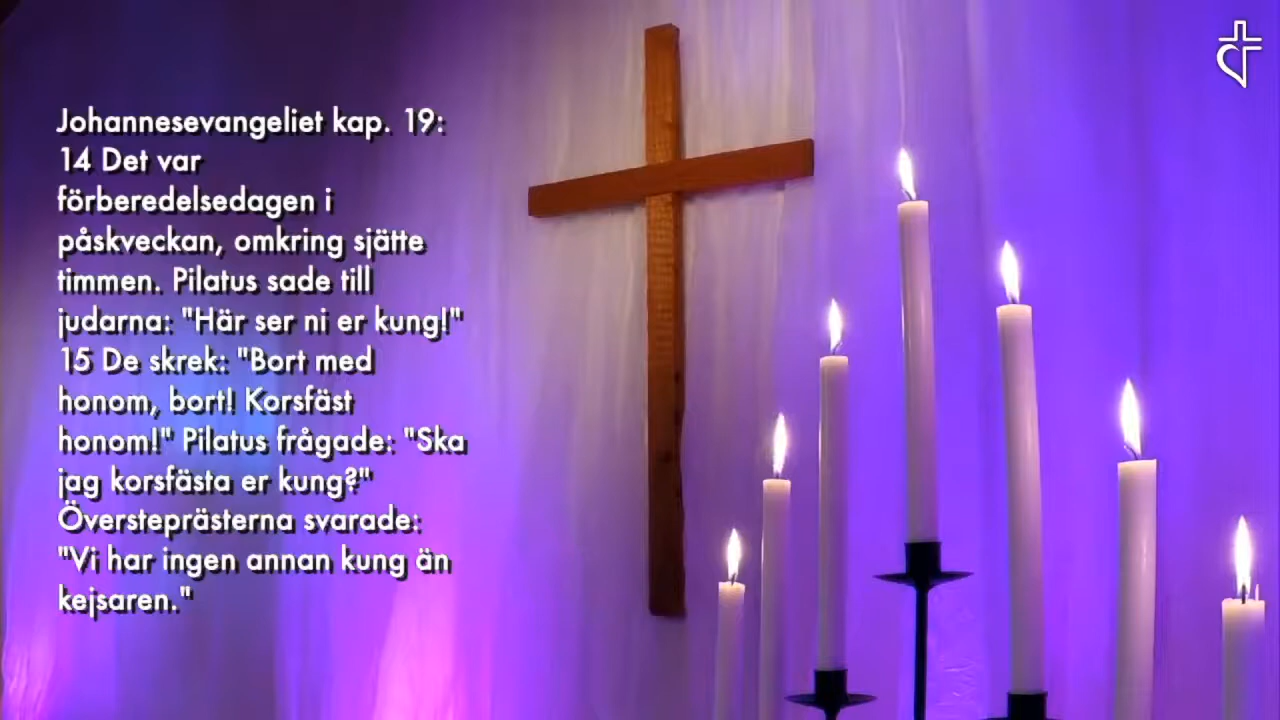 Johannesevangeliet kap. 19:
14 Det var
förberedelsedagen i
påskveckan, omkring sjätte
timmen. Pilatus sade till
judarna: "Här ser ni er kung!"
15 De skrek: "Bort med
honom, bort! Korsfäst
honom!" Pilatus frågade: "Ska
jag korsfästa er kung?"
Översteprästerna svarade:
"Vi har ingen annan kung än
kejsaren."